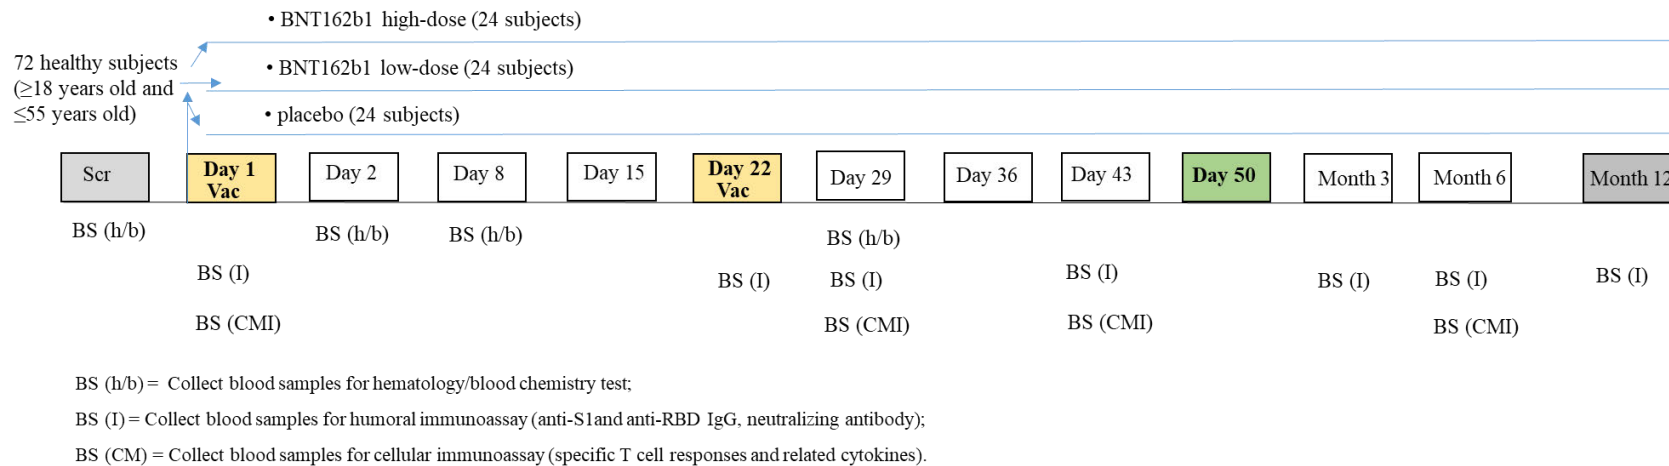 • BNT162b1 high-dose (24 subjects)
72 healthy subjects
(≥18 years old and
≤55 years old)
• BNT162b1 low-dose (24 subjects)
• placebo (24 subjects)
Scr
Day 1
Vac
Day 2
Day 8
Day 15
Day 22
Vac
Day 29
Day 36
Day 43
Day 50
Month 3
Month 6
Month 12
BS (h/b)
BS (h/b)
BS (h/b)
BS (h/b)
BS (I)
BS (I)
BS (I)
BS (I)
BS (I)
BS (I)
BS (I)
BS (CMI)
BS (CMI)
BS (CMI)
BS (CMI)
BS (h/b) = Collect blood samples for hematology/blood chemistry test;
BS (I) = Collect blood samples for humoral immunoassay (anti-S1and anti-RBD IgG, neutralizing antibody);
BS (CM) = Collect blood samples for cellular immunoassay (specific T cell responses and related cytokines).